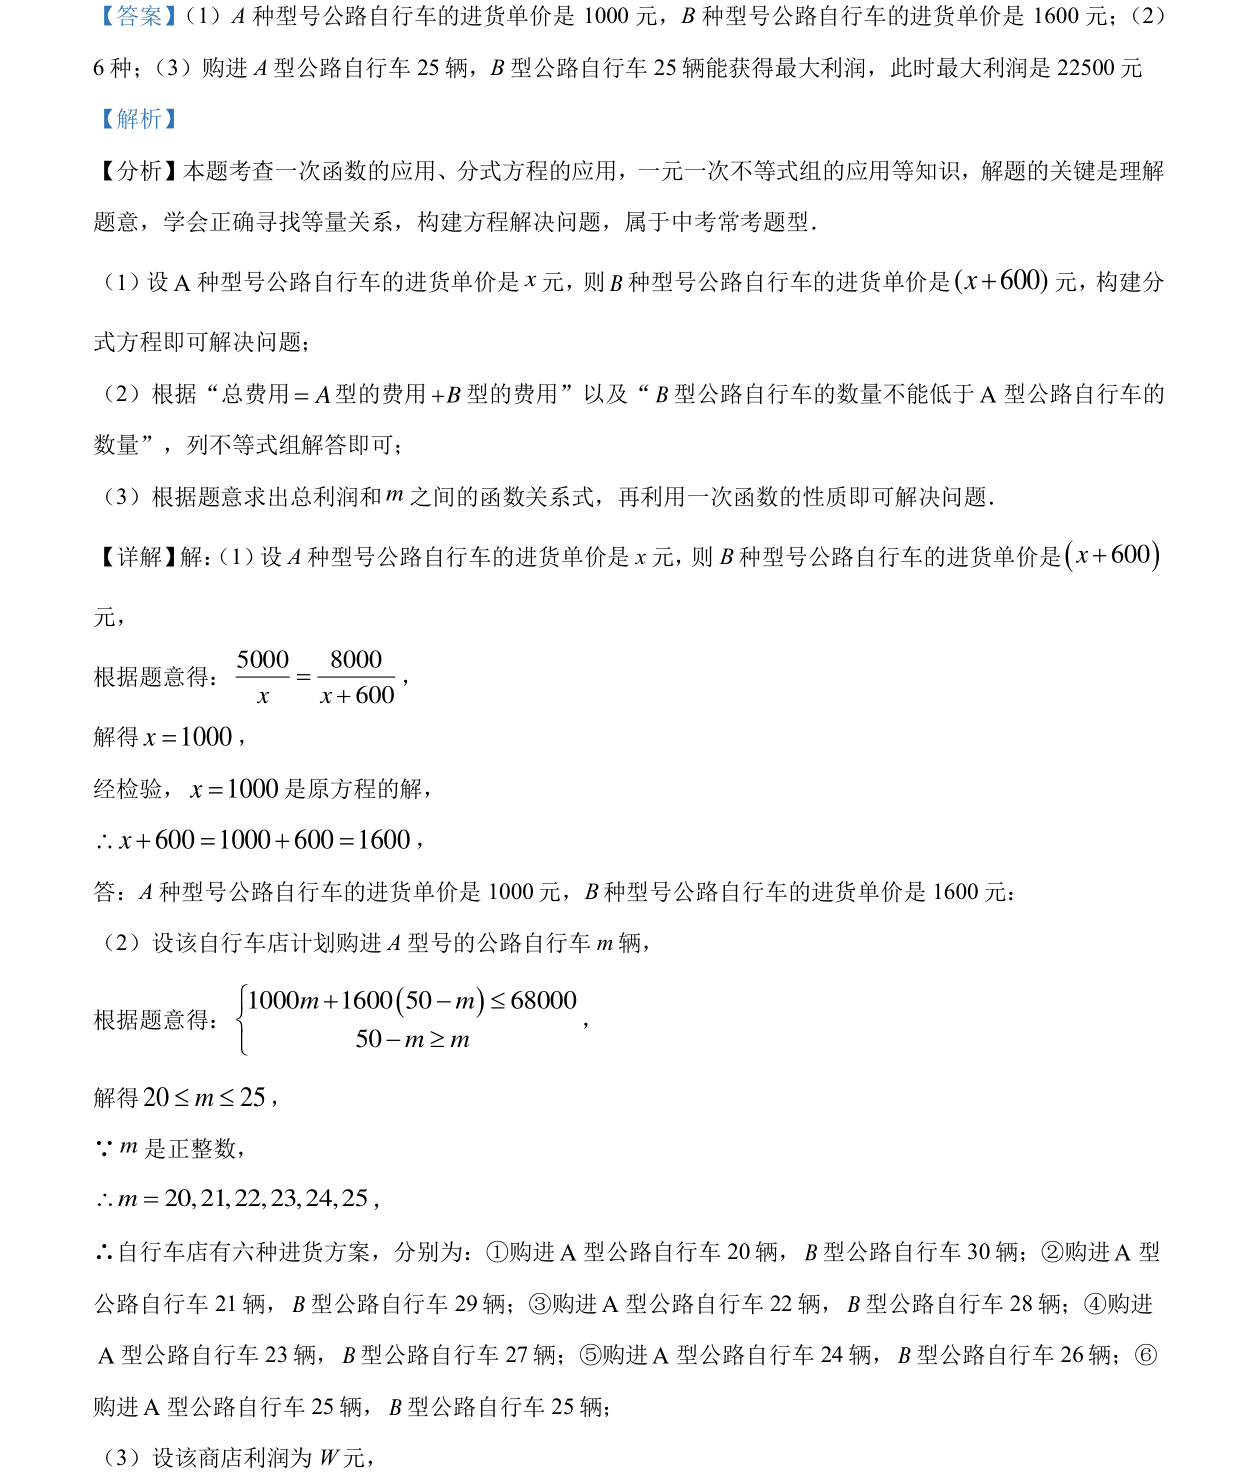 【答案】（1）A 种型号公路自行车的进货单价是 1000 元，B 种型号公路自行车的进货单价是 1600 元；（2）
6 种；（3）购进 A 型公路自行车 25 辆，B 型公路自行车 25 辆能获得最大利润，此时最大利润是 22500 元
【解析】
【分析】本题考查一次函数的应用、分式方程的应用，一元一次不等式组的应用等知识，解题的关键是理解
题意，学会正确寻找等量关系，构建方程解决问题，属于中考常考题型．
（1）设 A 种型号公路自行车的进货单价是 x 元，则 B 种型号公路自行车的进货单价是 (x+600) 元，构建分
式方程即可解决问题；
（2）根据“总费用 = A 型的费用 +B 型的费用”以及“ B 型公路自行车的数量不能低于 A 型公路自行车的
数量”，列不等式组解答即可；
（3）根据题意求出总利润和 m 之间的函数关系式，再利用一次函数的性质即可解决问题．
【详解】解：（1）设 A 种型号公路自行车的进货单价是 x 元，则 B 种型号公路自行车的进货单价是 (x+600)
元，
根据题意得： 5000/x = 8000/(x+600) ，
解得 x =1000 ，
经检验， x =1000 是原方程的解，
∴ x+600 =1000+600 =1600 ，
答：A 种型号公路自行车的进货单价是 1000 元，B 种型号公路自行车的进货单价是 1600 元：
（2）设该自行车店计划购进 A 型号的公路自行车 m 辆，
根据题意得： { 1000m+1600(50−m) ≤ 68000
50−m ≥ m ，
解得 20 ≤ m ≤ 25 ，
∵ m 是正整数，
∴ m = 20, 21, 22, 23, 24, 25 ，
∴自行车店有六种进货方案，分别为：①购进 A 型公路自行车 20 辆， B 型公路自行车 30 辆；②购进 A 型
公路自行车 21 辆， B 型公路自行车 29 辆；③购进 A 型公路自行车 22 辆， B 型公路自行车 28 辆；④购进
A 型公路自行车 23 辆， B 型公路自行车 27 辆；⑤购进 A 型公路自行车 24 辆， B 型公路自行车 26 辆；⑥
购进 A 型公路自行车 25 辆， B 型公路自行车 25 辆；
（3）设该商店利润为 W 元，